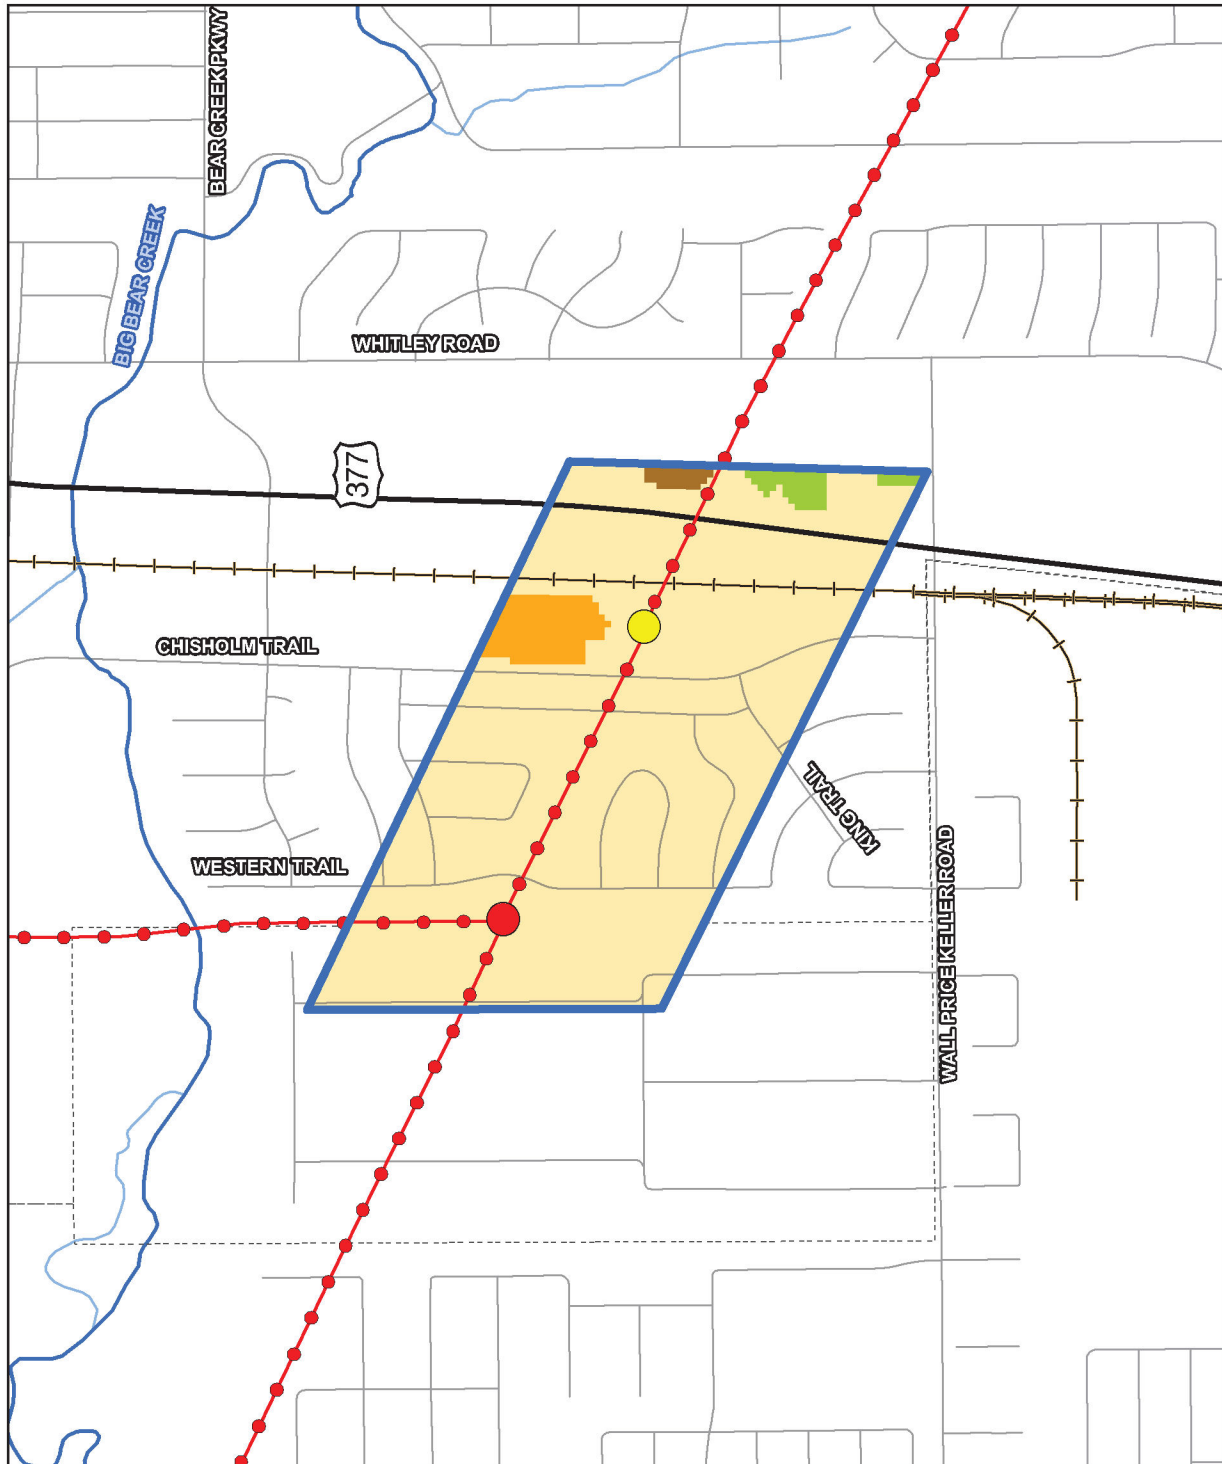 BEAR CREEK PKWY
BIG BEAR CREEK
WHITLEY ROAD
377
CHISHOLM TRAIL
KING TRAIL
WESTERN TRAIL
WALL PRICE KELLER ROAD